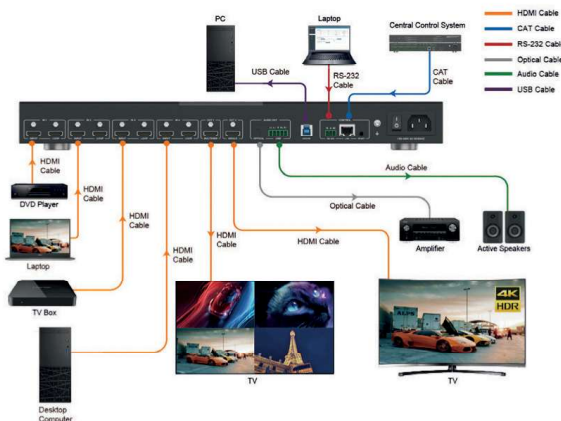 PC
Laptop
Central Control System
HDMI Cable
CAT Cable
RS-232 Cable
Optical Cable
Audio Cable
USB Cable
USB Cable
RS-232
Cable
CAT
Cable
HDMI
Cable
DVD Player
HDMI
Cable
Laptop
HDMI
Cable
TV Box
HDMI
Cable
Desktop
Computer
HDMI
Cable
HDMI Cable
Optical Cable
Audio Cable
Amplifier
Active Speakers
TV
4K
HDR
TV